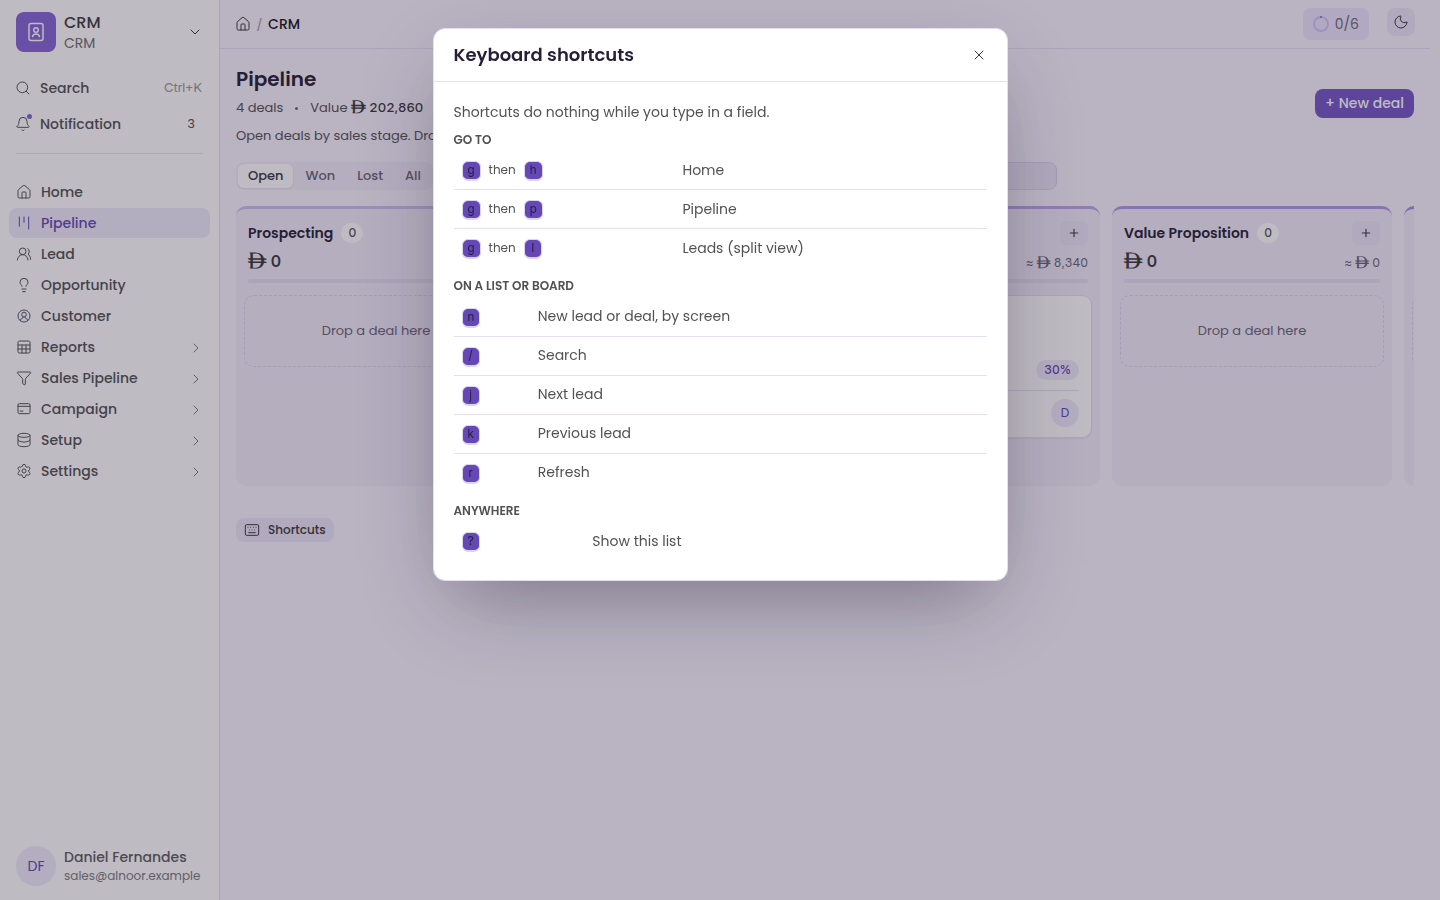 CRM
CRM
Search Ctrl+K
Notification 3
Home
Pipeline
Lead
Opportunity
Customer
Reports
Sales Pipeline
Campaign
Setup
Settings
DF
Daniel Fernandes
sales@alnoor.example
/ CRM
0/6
Pipeline
4 deals • Value 202,860
Open deals by sales stage. Dr
+ New deal
Open Won Lost All
Prospecting 0
0
Drop a deal here
+
≈ 8,340
30%
D
Value Proposition 0 +
0 ≈ 0
Drop a deal here
Shortcuts
Keyboard shortcuts
Shortcuts do nothing while you type in a field.
GO TO
g then h Home
g then p Pipeline
g then l Leads (split view)
ON A LIST OR BOARD
n New lead or deal, by screen
/ Search
j Next lead
k Previous lead
r Refresh
ANYWHERE
? Show this list